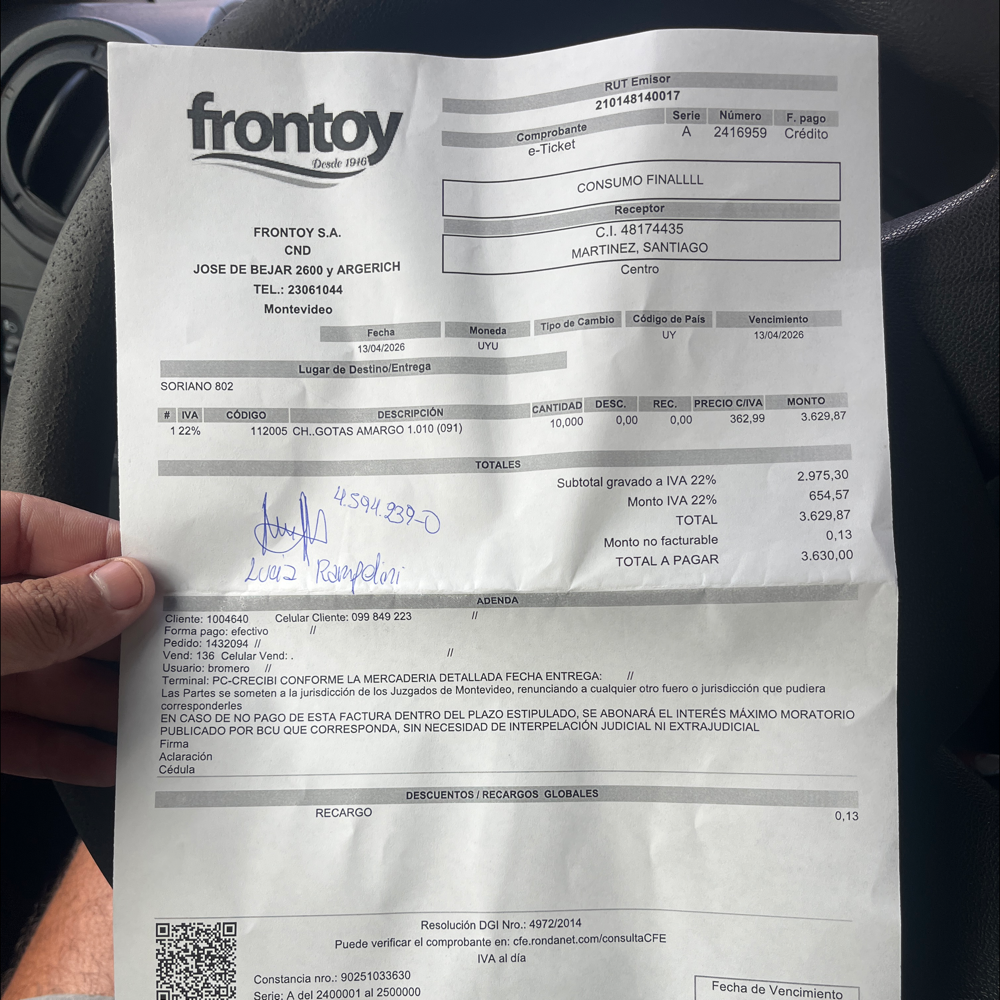 frontoy
Desde 1916
RUT Emisor
210148140017
Comprobante
e-Ticket
Serie Número F. pago
A 2416959 Crédito
CONSUMO FINALLLL
Receptor
C.I. 48174435
MARTINEZ, SANTIAGO
Centro
FRONTOY S.A.
CND
JOSE DE BEJAR 2600 y ARGERICH
TEL.: 23061044
Montevideo
Fecha Moneda Tipo de Cambio Código de País Vencimiento
13/04/2026 UYU UY 13/04/2026
Lugar de Destino/Entrega
SORIANO 802
# IVA CÓDIGO DESCRIPCIÓN CANTIDAD DESC. REC. PRECIO C/IVA MONTO
1 22% 112005 CH..GOTAS AMARGO 1.010 (091) 10,000 0,00 0,00 362,99 3.629,87
TOTALES
Subtotal gravado a IVA 22% 2.975,30
Monto IVA 22% 654,57
TOTAL 3.629,87
Monto no facturable 0,13
TOTAL A PAGAR 3.630,00
4.594.239-0
Lucia Rampolini
ADENDA
Cliente: 1004640 Celular Cliente: 099 849 223 //
Forma pago: efectivo //
Pedido: 1432094 //
Vend: 136 Celular Vend: . //
Usuario: bromero //
Terminal: PC-CRECIBI CONFORME LA MERCADERIA DETALLADA FECHA ENTREGA: //
Las Partes se someten a la jurisdicción de los Juzgados de Montevideo, renunciando a cualquier otro fuero o jurisdicción que pudiera
corresponderles
EN CASO DE NO PAGO DE ESTA FACTURA DENTRO DEL PLAZO ESTIPULADO, SE ABONARÁ EL INTERÉS MÁXIMO MORATORIO
PUBLICADO POR BCU QUE CORRESPONDA, SIN NECESIDAD DE INTERPELACIÓN JUDICIAL NI EXTRAJUDICIAL
Firma
Aclaración
Cédula
DESCUENTOS / RECARGOS GLOBALES
RECARGO 0,13
Resolución DGI Nro.: 4972/2014
Puede verificar el comprobante en: cfe.rondanet.com/consultaCFE
IVA al día
Constancia nro.: 90251033630
Serie: A del 2400001 al 2500000
Fecha de Vencimiento